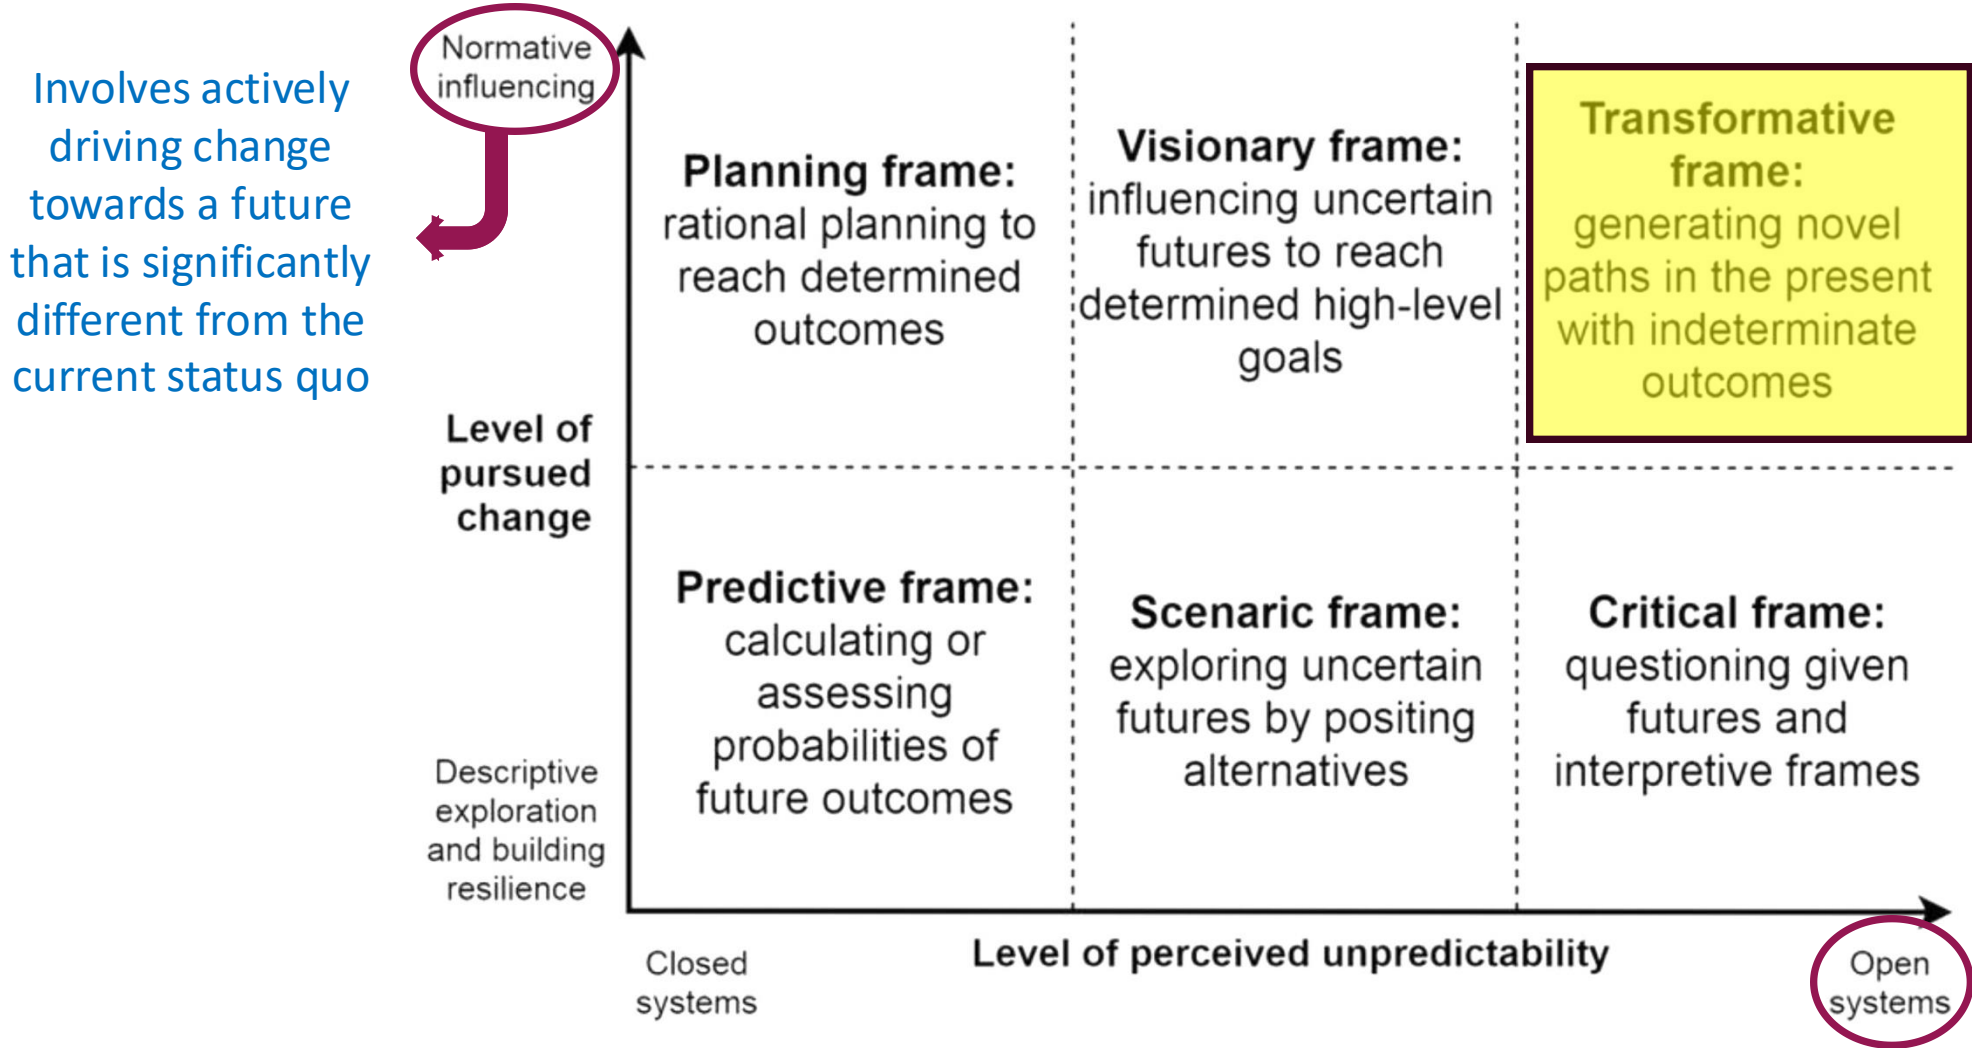 Involves actively
driving change
towards a future
that is significantly
different from the
current status quo
Normative
influencing
Level of
pursued
change
Descriptive
exploration
and building
resilience
Planning frame:
rational planning to
reach determined
outcomes
Visionary frame:
influencing uncertain
futures to reach
determined high-level
goals
Transformative
frame:
generating novel
paths in the present
with indeterminate
outcomes
Predictive frame:
calculating or
assessing
probabilities of
future outcomes
Scenaric frame:
exploring uncertain
futures by positing
alternatives
Critical frame:
questioning given
futures and
interpretive frames
Closed
systems
Level of perceived unpredictability
Open
systems